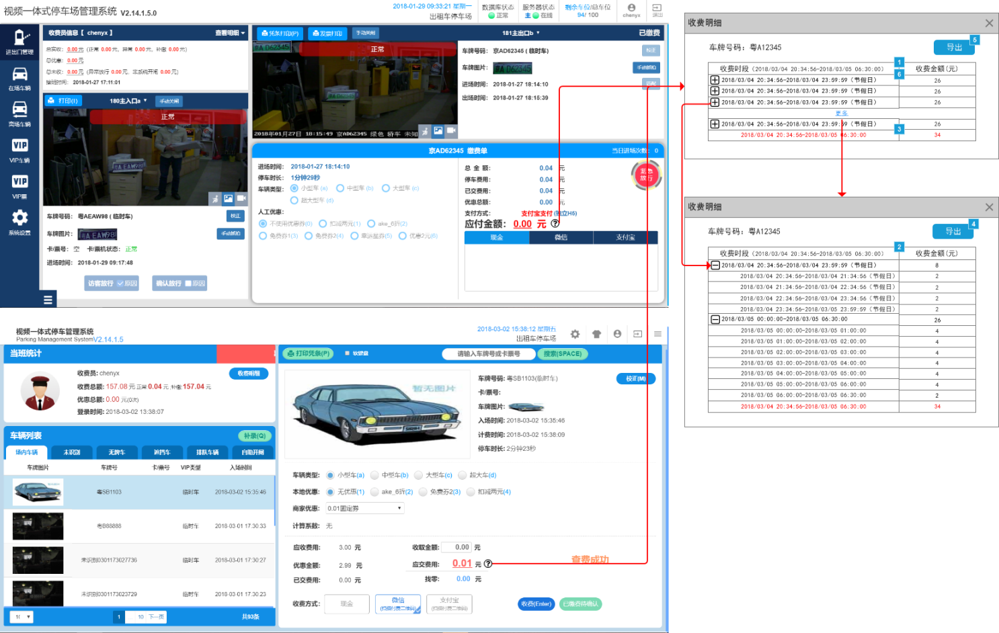 视频一体式停车场管理系统 V2.14.1.5.0
2018-01-29 09:33:21 星期一
出租车停车场
数据库状态
正常
服务器状态
主 在线
剩余车位/总车位
94/ 100
chenyx
退出
进出口管理
在场车辆
离场车辆
VIP
VIP车辆
VIP
VIP票
系统设置
收费员信息【 chenyx 】 查看明细
总实收: 0.00元 (正常 0.00元, 异常 0.00元, 补缴 0.00元)
总优惠: 0.00元
总未收: 0.00元 (异常放行 0.00元, 非系统开闸 0.00元)
接班时间: 2018-01-27 17:11:01
打印(I) 180主入口a 手动关闸
正常
车牌号码: 粤AEAW98 ( 临时车) 校正
车牌图片: 粤A EAW98 手动抓拍
卡/票号: 空 卡/票机状态: 正常
进场时间: 2018-01-29 09:17:48
访客放行 原因 确认放行 原因
凭条打印(P) 发票打印 手动关闸 181主出口b 已缴费
粤A D62345
正常
2018年01月27日 18:15:49 京AD62345 绿色 轿车 未知
车牌号码: 京AD62345 ( 临时车) 校正
车牌图片: 粤A D62345 手动抓拍
进场时间: 2018-01-27 18:14:10 匹配
出场时间: 2018-01-27 18:15:39
京AD62345 缴费单 当日进场次数: 0
进场时间: 2018-01-27 18:14:10
停车时长: 1分钟29秒
车辆类型: 小型车 (a) 中型车 (b) 大型车 (c)
超大型车 (d)
人工优惠:
不使用优惠券(0) 扣减两元(1) ake_6折(2)
免费券1(3) 免费券2(4) 幸运星券(5) 优惠2元(6)
总 金 额: 0.04 元
停车费用: 0.04 元
已交费用: 0.04 元
优惠总额: 0.00 元
支付方式: 支付宝支付 (独立H5)
应付金额: 0.00 元
现金 微信 支付宝
紧急
放行
视频一体式停车管理系统
Parking Management SystemV2.14.1.5
2018-03-02 15:38:12 星期五
出租车停车场
当班统计
收费员: chenyx 收费明细
收费总额: 157.08 元 正常 0.04 元 ,补缴 157.04 元
优惠总额: 0.00 元(0次)
登录时间: 2018-03-02 13:38:07
车辆列表 补录(Q)
场内车辆 未识别 无牌车 遮挡车 排队车辆 自助开闸
车牌图片 车牌号 卡/票号 VIP类型 入场时间
粤SB1103 临时车 2018-03-02 15:35:46
粤B88888 临时车 2018-03-01 17:30:33
未识别0301173027736 临时车 2018-03-01 17:30:27
未识别0301173023729 临时车 2018-03-01 17:30:23
1 10 下一页 共93条
打印凭条(P) 软键盘 请输入车牌号或卡票号 搜索(SPACE)
暂无图片
车牌号码: 粤SB1103(临时车) 校正(M)
卡/票号:
车牌图片:
入场时间: 2018-03-02 15:35:46
计费时间: 2018-03-02 15:38:09
停车时长: 2分钟23秒
车辆类型: 小型车(a) 中型车(b) 大型车(c) 超大车(d)
本地优惠: 无优惠(1) ake_6折(2) 免费券2(3) 扣减两元(4)
商家优惠: 0.01固定券
计算系数: 无
应收费用: 3.00 元 收取金额: 0.00 元
优惠金额: 2.99 元 应交费用: 0.01 元 查费成功
已交费用: 0.00 元 找零: 0.00 元
收费方式: 现金 微信 支付宝
(扫描付费二维码) (扫描付费二维码)
收费(Enter) 已缴费待确认
收费明细
车牌号码: 粤A12345 导出 5
收费时段 (2018/03/04 20:34:56-2018/03/05 06:30:00) 1 收费金额(元)
2018/03/04 20:34:56-2018/03/04 23:59:59 (节假日) 6 26
2018/03/04 20:34:56-2018/03/04 23:59:59 (节假日) 26
2018/03/04 20:34:56-2018/03/04 23:59:59 (节假日) 26
更多
2018/03/04 20:34:56-2018/03/04 23:59:59 (节假日) 26
2018/03/04 20:34:56-2018/03/05 06:30:00 3 34
收费明细
车牌号码: 粤A12345 导出 4
收费时段 (2018/03/04 20:34:56-2018/03/05 06:30:00) 2 收费金额(元)
2018/03/04 20:34:56-2018/03/04 23:59:59 (节假日) 8
2018/03/04 20:34:56-2018/03/04 21:34:56 (节假日) 2
2018/03/04 21:34:56-2018/03/04 22:34:56 (节假日) 2
2018/03/04 22:34:56-2018/03/04 23:34:56 (节假日) 2
2018/03/04 23:34:56-2018/03/05 23:59:59 (节假日) 2
2018/03/05 00:00:00-2018/03/05 06:30:00 26
2018/03/05 00:00:00-2018/03/05 01:00:00 4
2018/03/05 01:00:00-2018/03/05 02:00:00 4
2018/03/05 02:00:00-2018/03/05 03:00:00 4
2018/03/05 03:00:00-2018/03/05 04:00:00 4
2018/03/05 04:00:00-2018/03/05 05:00:00 4
2018/03/05 05:00:00-2018/03/05 06:00:00 4
2018/03/05 06:00:00-2018/03/05 06:30:00 2
2018/03/04 20:34:56-2018/03/05 06:30:00 34